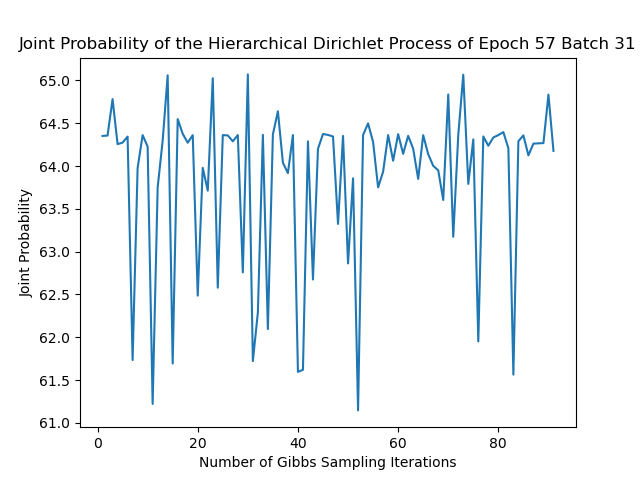 Joint Probability of the Hierarchical Dirichlet Process of Epoch 57 Batch 31
65.0
64.5
64.0
63.5
63.0
62.5
62.0
61.5
61.0
Joint Probability
0 20 40 60 80
Number of Gibbs Sampling Iterations